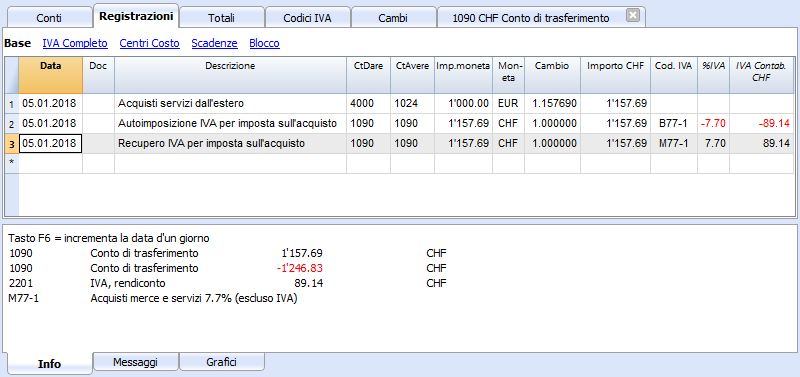 Conti Registrazioni Totali Codici IVA Cambi 1090 CHF Conto di trasferimento
Base IVA Completo Centri Costo Scadenze Blocco
Data Doc Descrizione CtDare CtAvere Imp.moneta Mon-eta Cambio Importo CHF Cod. IVA %IVA IVA Contab. CHF
1 05.01.2018 Acquisti servizi dall'estero 4000 1024 1'000.00 EUR 1.157690 1'157.69
2 05.01.2018 Autoimposizione IVA per imposta sull'acquisto 1090 1090 1'157.69 CHF 1.000000 1'157.69 B77-1 -7.70 -89.14
3 05.01.2018 Recupero IVA per imposta sull'acquisto 1090 1090 1'157.69 CHF 1.000000 1'157.69 M77-1 7.70 89.14
*
Tasto F6 = incrementa la data d'un giorno
1090 Conto di trasferimento 1'157.69 CHF
1090 Conto di trasferimento -1'246.83 CHF
2201 IVA, rendiconto 89.14 CHF
M77-1 Acquisti merce e servizi 7.7% (escluso IVA)
Info Messaggi Grafici